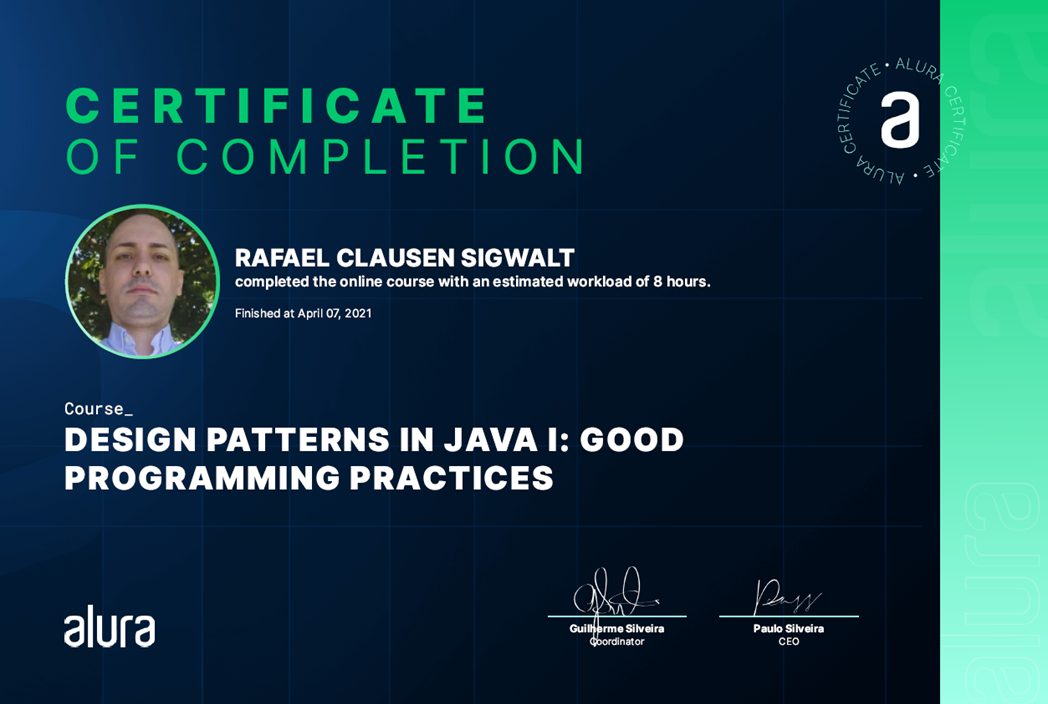 CERTIFICATE
OF COMPLETION
ALURA CERTIFICATE • ALURA CERTIFICATE •
a
RAFAEL CLAUSEN SIGWALT
completed the online course with an estimated workload of 8 hours.
Finished at April 07, 2021
Course_
DESIGN PATTERNS IN JAVA I: GOOD
PROGRAMMING PRACTICES
alura
Guilherme Silveira
Coordinator
Paulo Silveira
CEO
alura
alura